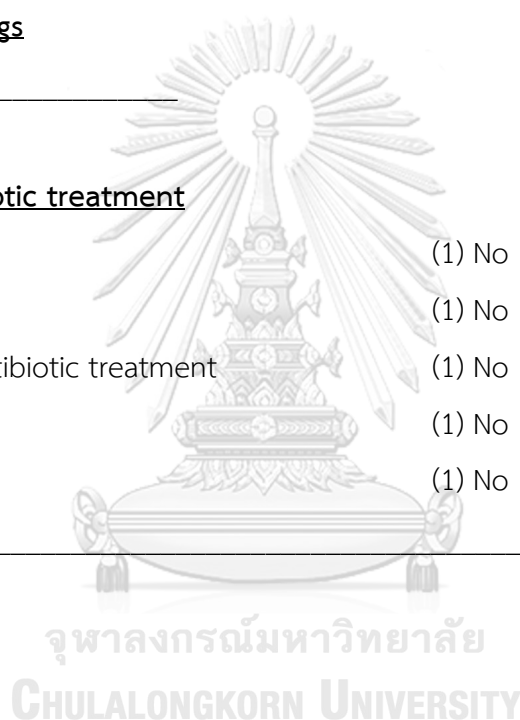 gs
otic treatment
(1) No
(1) No
tibiotic treatment (1) No
(1) No
(1) No
จุฬาลงกรณ์มหาวิทยาลัย
CHULALONGKORN UNIVERSITY